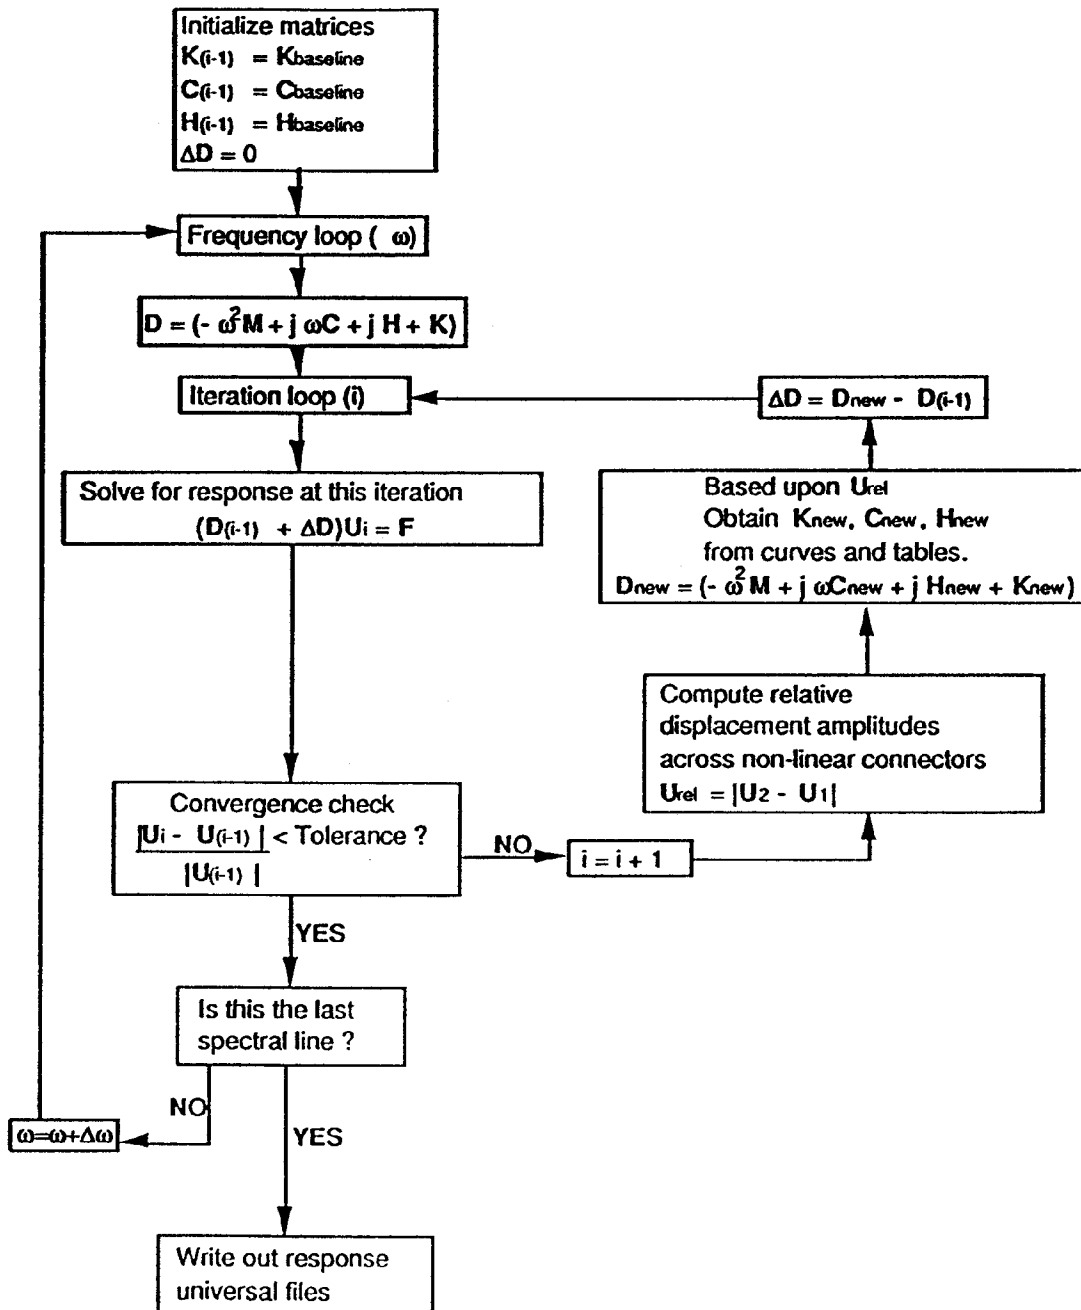 Initialize matrices
K(i-1) = Kbaseline
C(i-1) = Cbaseline
H(i-1) = Hbaseline
ΔD = 0
Frequency loop ( ω)
D = (- ω²M + j ωC + j H + K)
Iteration loop (i)
ΔD = Dnew - D(i-1)
Solve for response at this iteration
(D(i-1) + ΔD)Ui = F
Based upon Urel
Obtain Knew, Cnew, Hnew
from curves and tables.
Dnew = (- ω² M + j ωCnew + j Hnew + Knew)
Compute relative
displacement amplitudes
across non-linear connectors
Urel = |U2 - U1|
Convergence check
|Ui - U(i-1) | < Tolerance ?
|U(i-1) |
NO
i = i + 1
YES
Is this the last
spectral line ?
NO
ω=ω+Δω
YES
Write out response
universal files